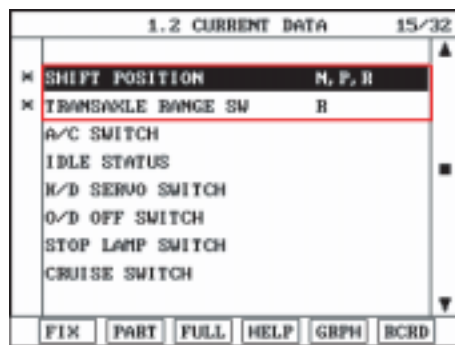 1.2 CURRENT DATA 15/32
× SHIFT POSITION N,P,R
× TRANSAXLE RANGE SW R
A/C SWITCH
IDLE STATUS
K/D SERVO SWITCH
O/D OFF SWITCH
STOP LAMP SWITCH
CRUISE SWITCH
FIX PART FULL HELP GRPH RCRD